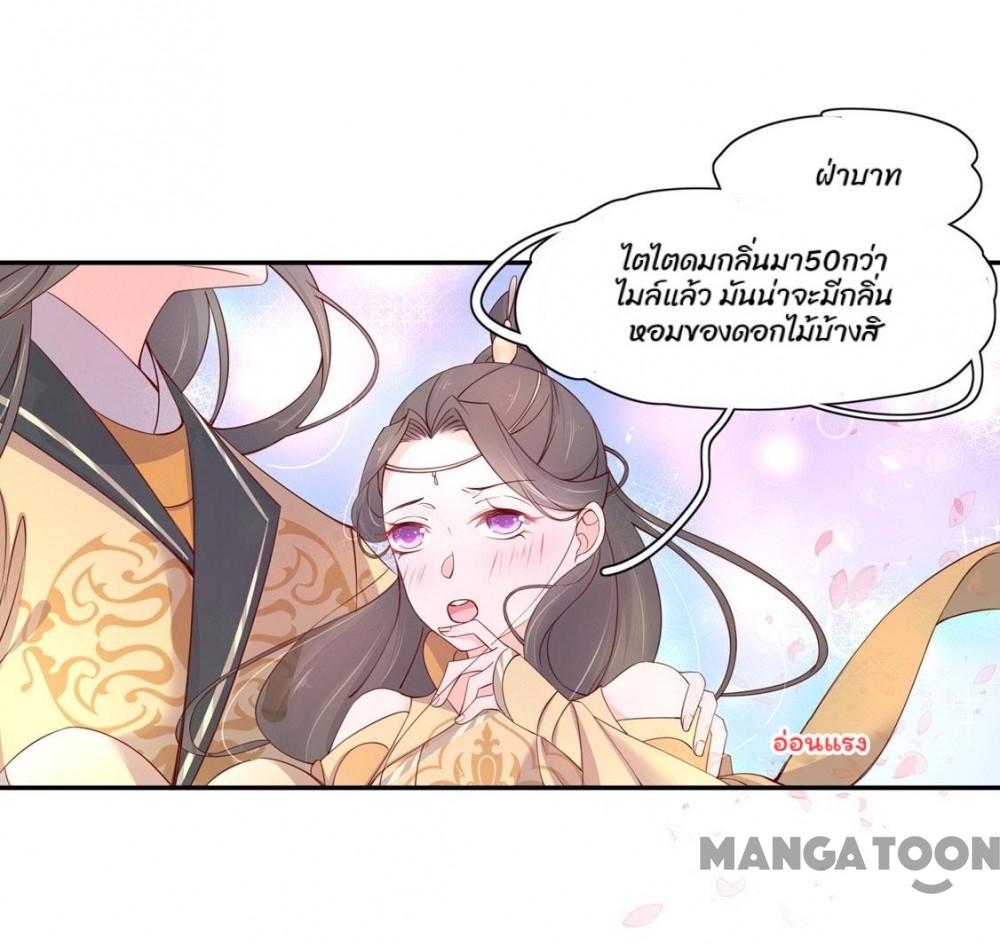 ฝ่าบาท
ไตไตดมกลิ่นมา50กว่า
ไมล์แล้ว มันน่าจะมีกลิ่น
หอมของดอกไม้บ้างสิ
อ่อนแรง
MANGATOON